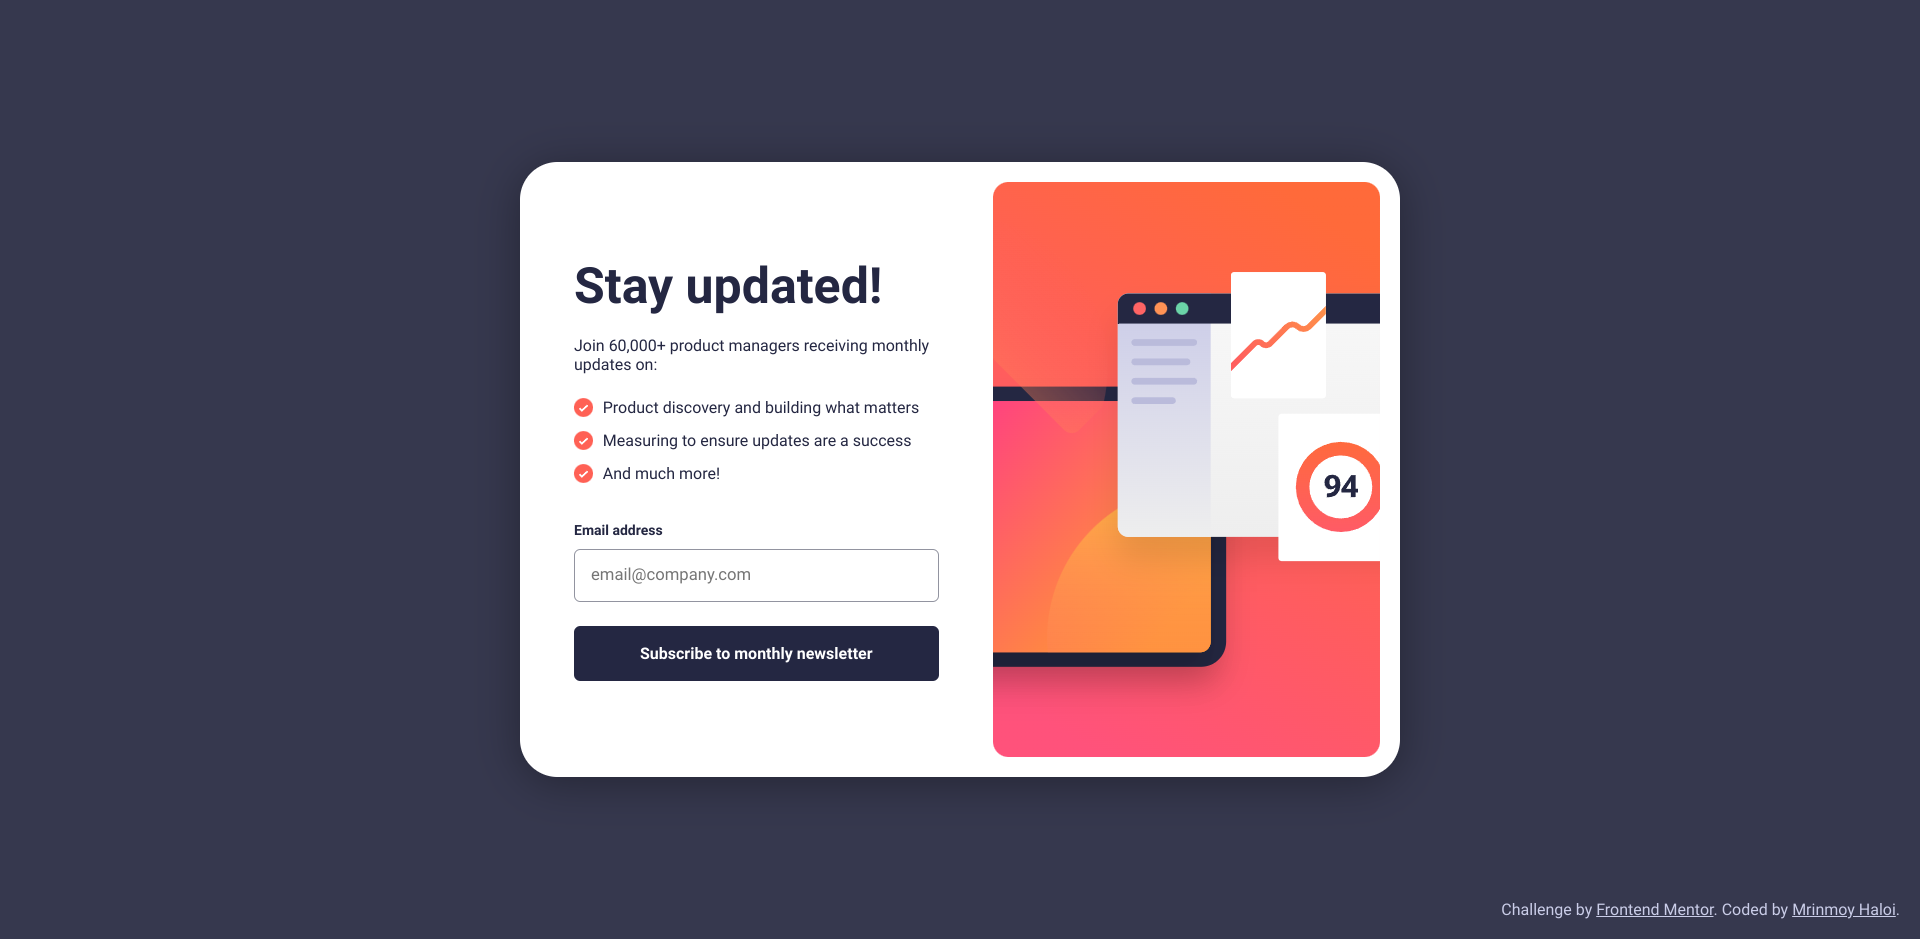 Stay updated!
Join 60,000+ product managers receiving monthly
updates on:
Product discovery and building what matters
Measuring to ensure updates are a success
And much more!
Email address
email@company.com
Subscribe to monthly newsletter
94
Challenge by Frontend Mentor. Coded by Mrinmoy Haloi.